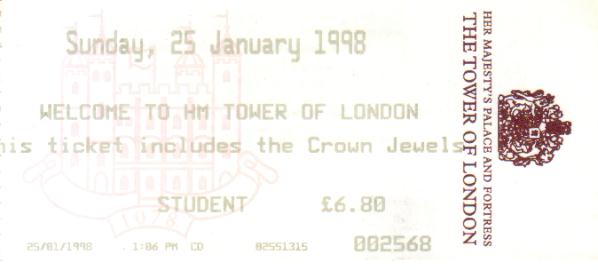 Sunday, 25 January 1998
WELCOME TO HM TOWER OF LONDON
his ticket includes the Crown Jewels
STUDENT £6.80
25/01/1998 1:06 PM CD 02551315 002568
HER MAJESTY'S PALACE AND FORTRESS
THE TOWER OF LONDON
1078